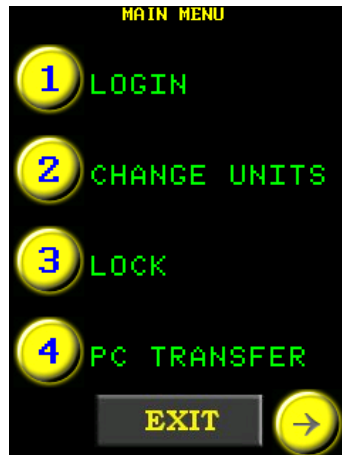 MAIN MENU
1 LOGIN
2 CHANGE UNITS
3 LOCK
4 PC TRANSFER
EXIT